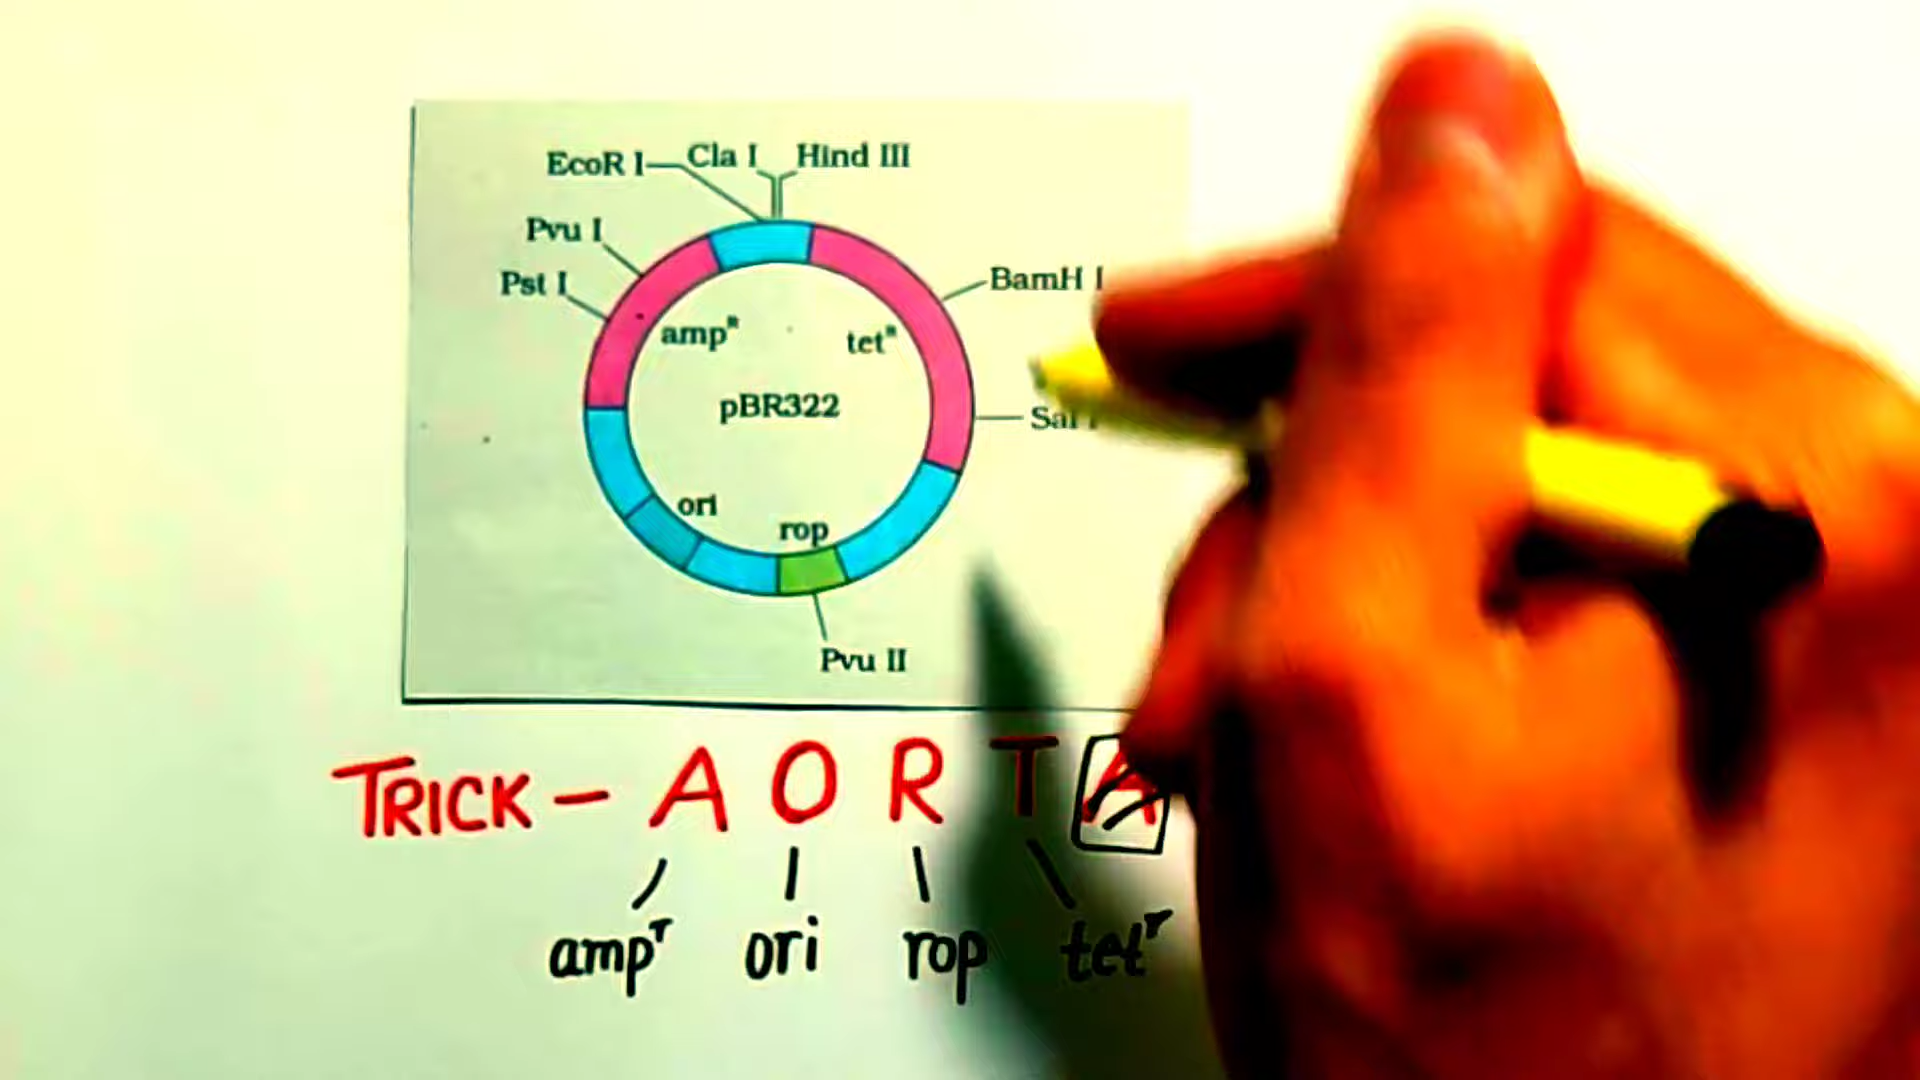 EcoR I Cla I Hind III
Pvu I
Pst I
BamH I
amp^R tet^R
pBR322
Sal I
ori
rop
Pvu II
TRICK - A O R T A
amp^r ori rop tet^r